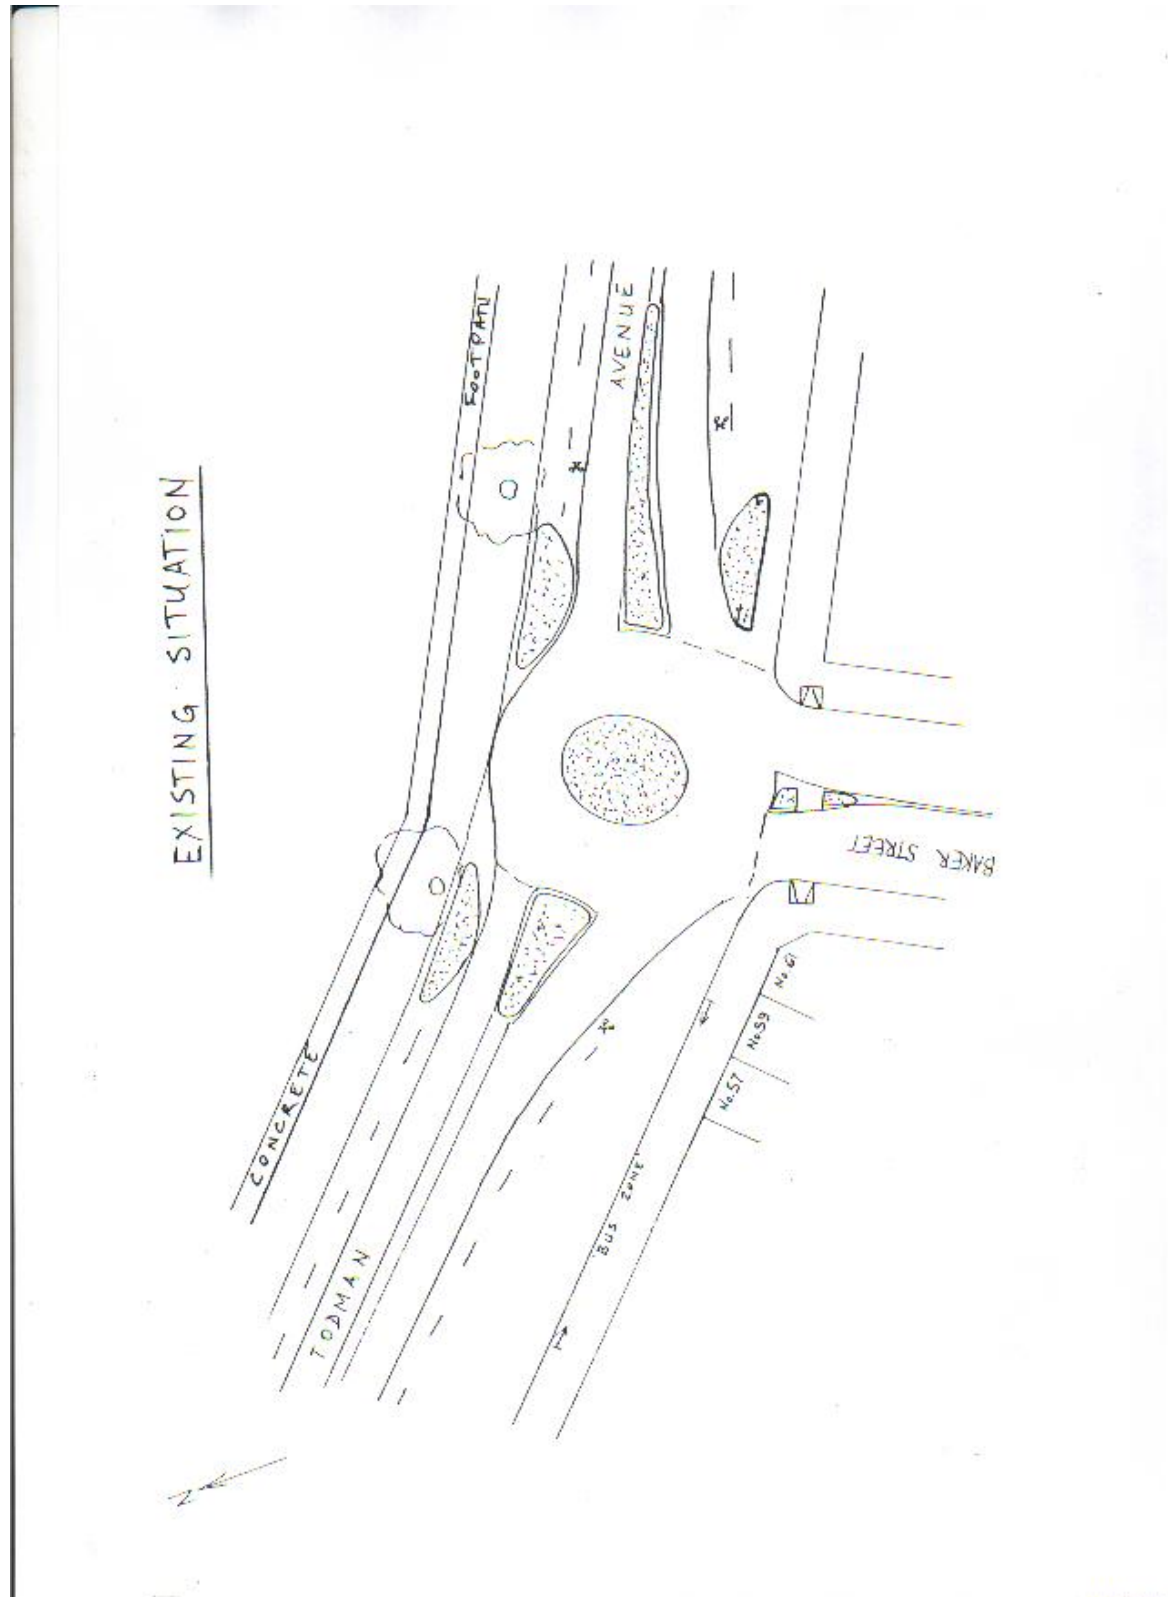 EXISTING SITUATION
CONCRETE
FOOTPATH
TODMAN
AVENUE
BUS ZONE
BAKER STREET
No.57
No.59
No.61
N